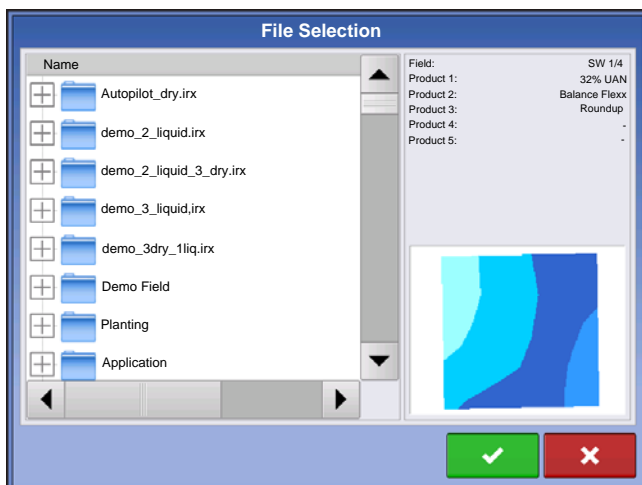 File Selection
Name
Autopilot_dry.irx
demo_2_liquid.irx
demo_2_liquid_3_dry.irx
demo_3_liquid,irx
demo_3dry_1liq.irx
Demo Field
Planting
Application
Field: SW 1/4
Product 1: 32% UAN
Product 2: Balance Flexx
Product 3: Roundup
Product 4: -
Product 5: -